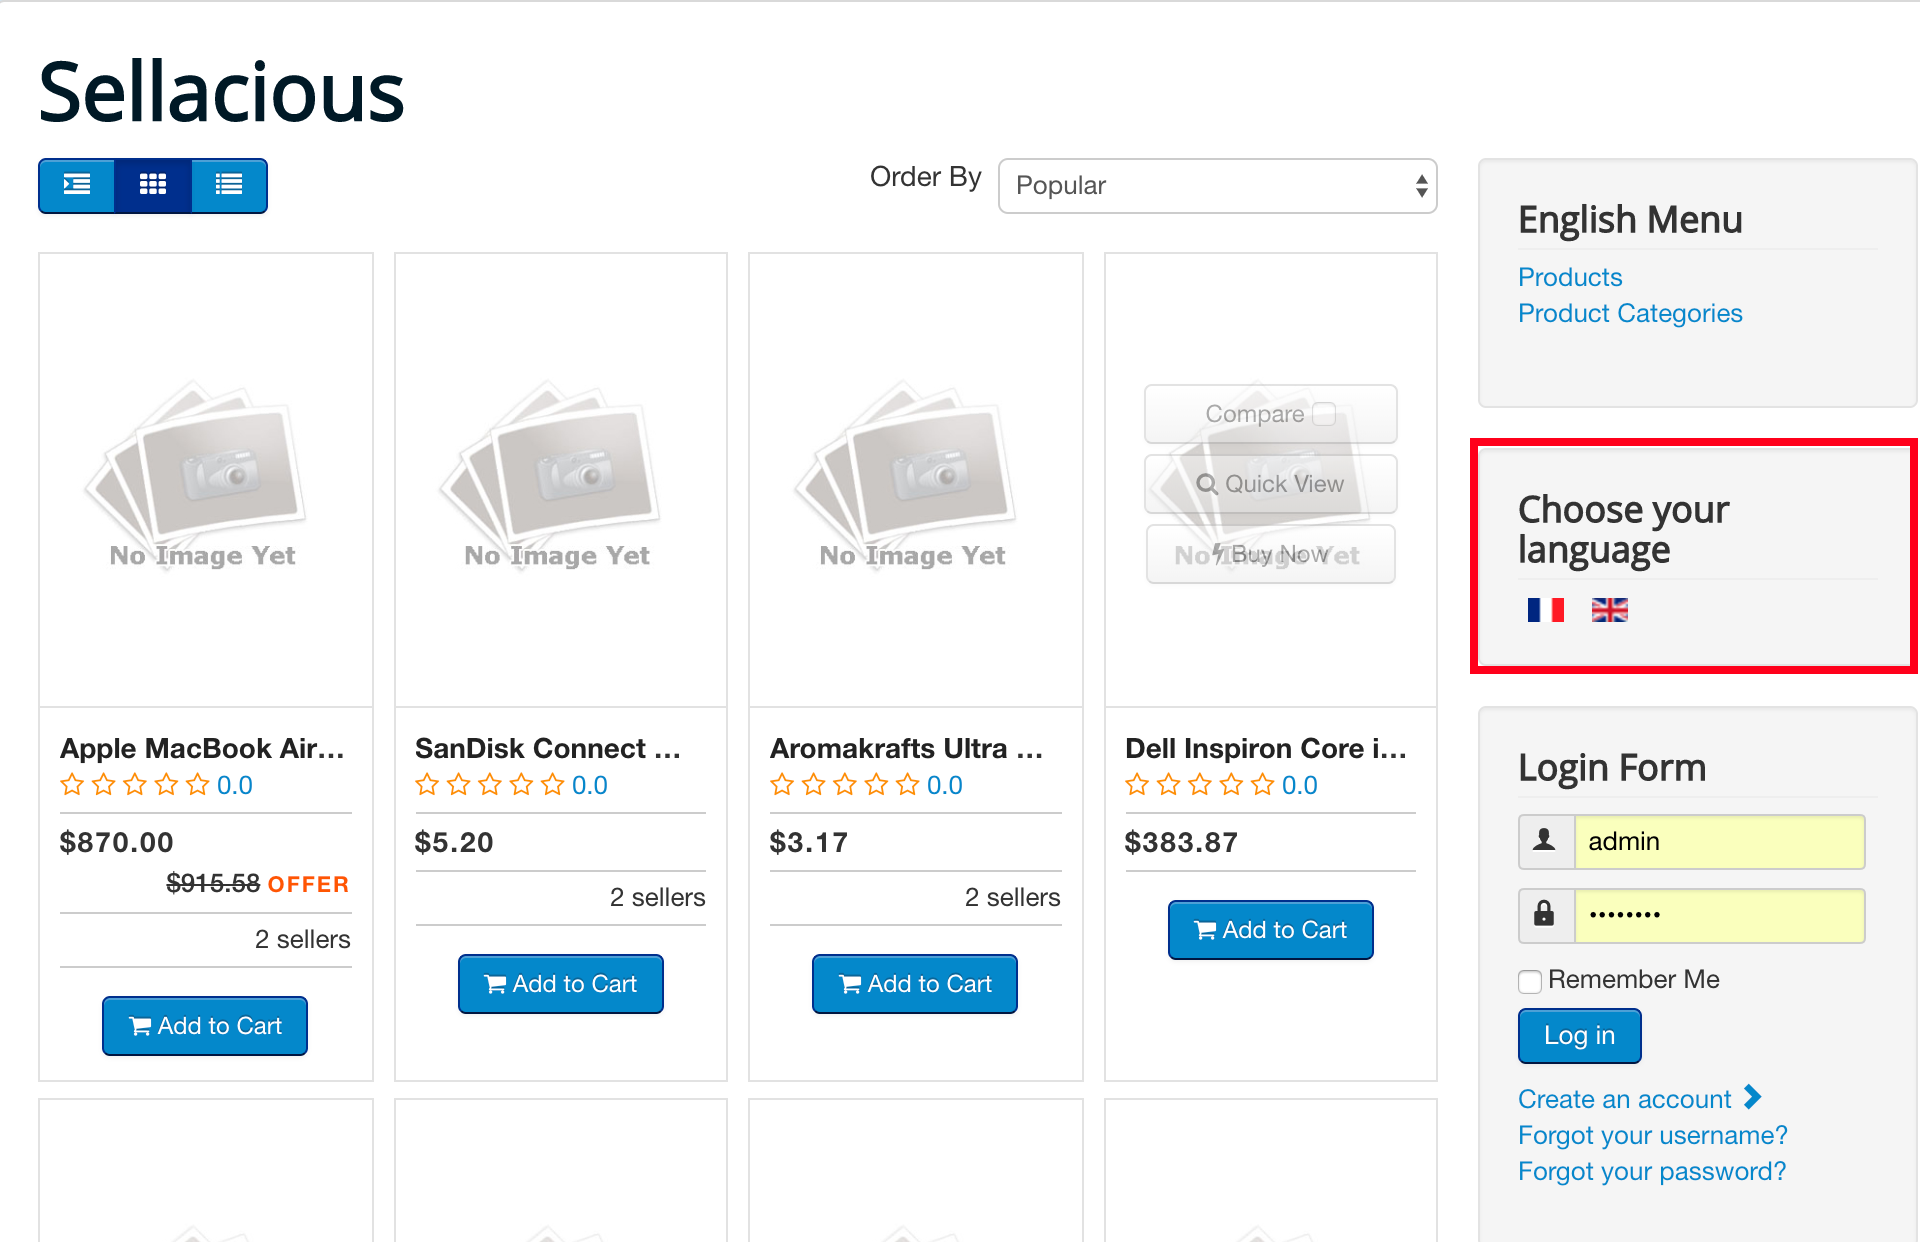 Sellacious
Order By
Popular
No Image Yet
No Image Yet
No Image Yet
Compare
Quick View
Buy Now
No Image Yet
Apple MacBook Air...
0.0
$870.00
$915.58 OFFER
2 sellers
Add to Cart
SanDisk Connect ...
0.0
$5.20
2 sellers
Add to Cart
Aromakrafts Ultra ...
0.0
$3.17
2 sellers
Add to Cart
Dell Inspiron Core i...
0.0
$383.87
Add to Cart
English Menu
Products
Product Categories
Choose your
language
Login Form
admin
••••••••
Remember Me
Log in
Create an account
Forgot your username?
Forgot your password?